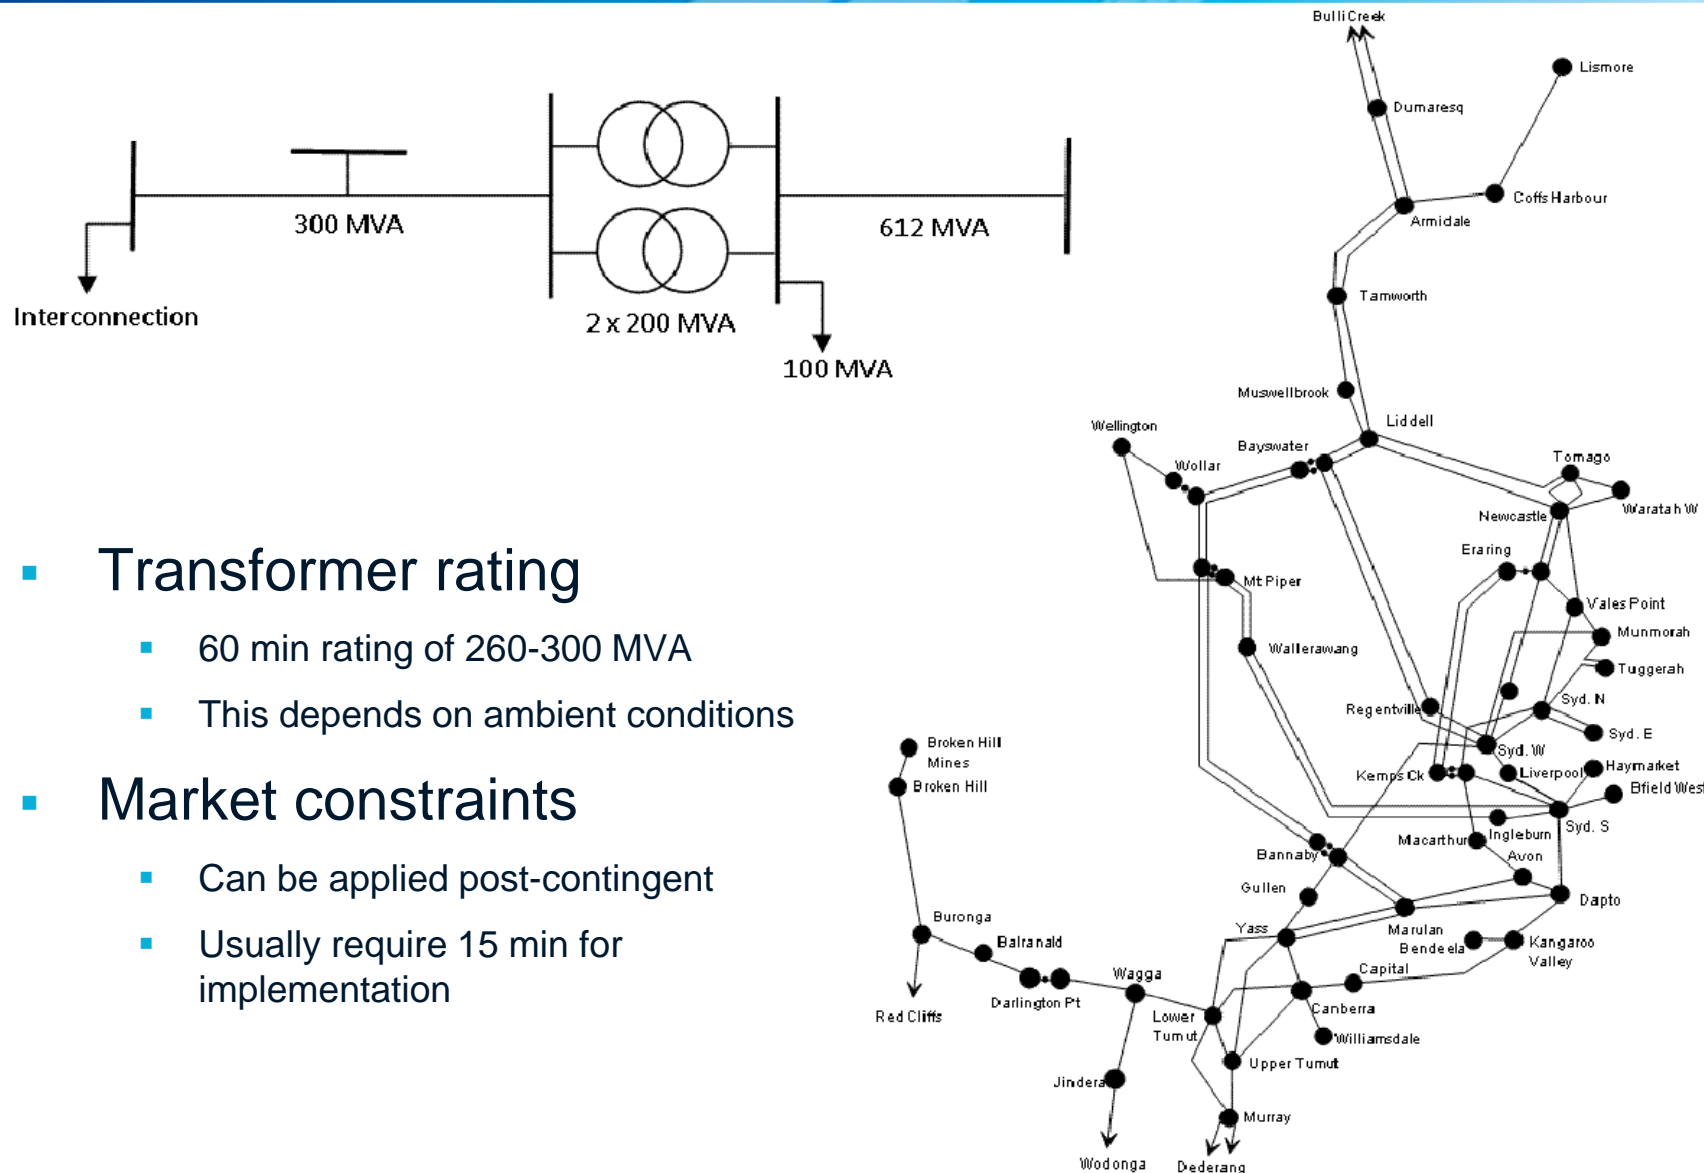 300 MVA
612 MVA
Interconnection
2 x 200 MVA
100 MVA
▪ Transformer rating
▪ 60 min rating of 260-300 MVA
▪ This depends on ambient conditions
▪ Market constraints
▪ Can be applied post-contingent
▪ Usually require 15 min for
implementation
Bulli Creek
Lismore
Dumaresq
Coffs Harbour
Armidale
Tamworth
Muswellbrook
Liddell
Wellington
Bayswater
Wollar
Tomago
Waratah W
Newcastle
Eraring
Mt Piper
Vales Point
Munmorah
Wallerawang
Tuggerah
Regentville
Syd. N
Syd. E
Broken Hill
Mines
Syd. W
Kemps Ck
Liverpool
Haymarket
Broken Hill
Bfield West
Macarthur
Ingleburn
Syd. S
Bannaby
Avon
Gullen
Dapto
Buronga
Yass
Marulan
Bendeela
Kangaroo
Valley
Balranald
Wagga
Capital
Darlington Pt
Red Cliffs
Lower
Tumut
Canberra
Williamsdale
Upper Tumut
Jindera
Murray
Wodonga
Dederang